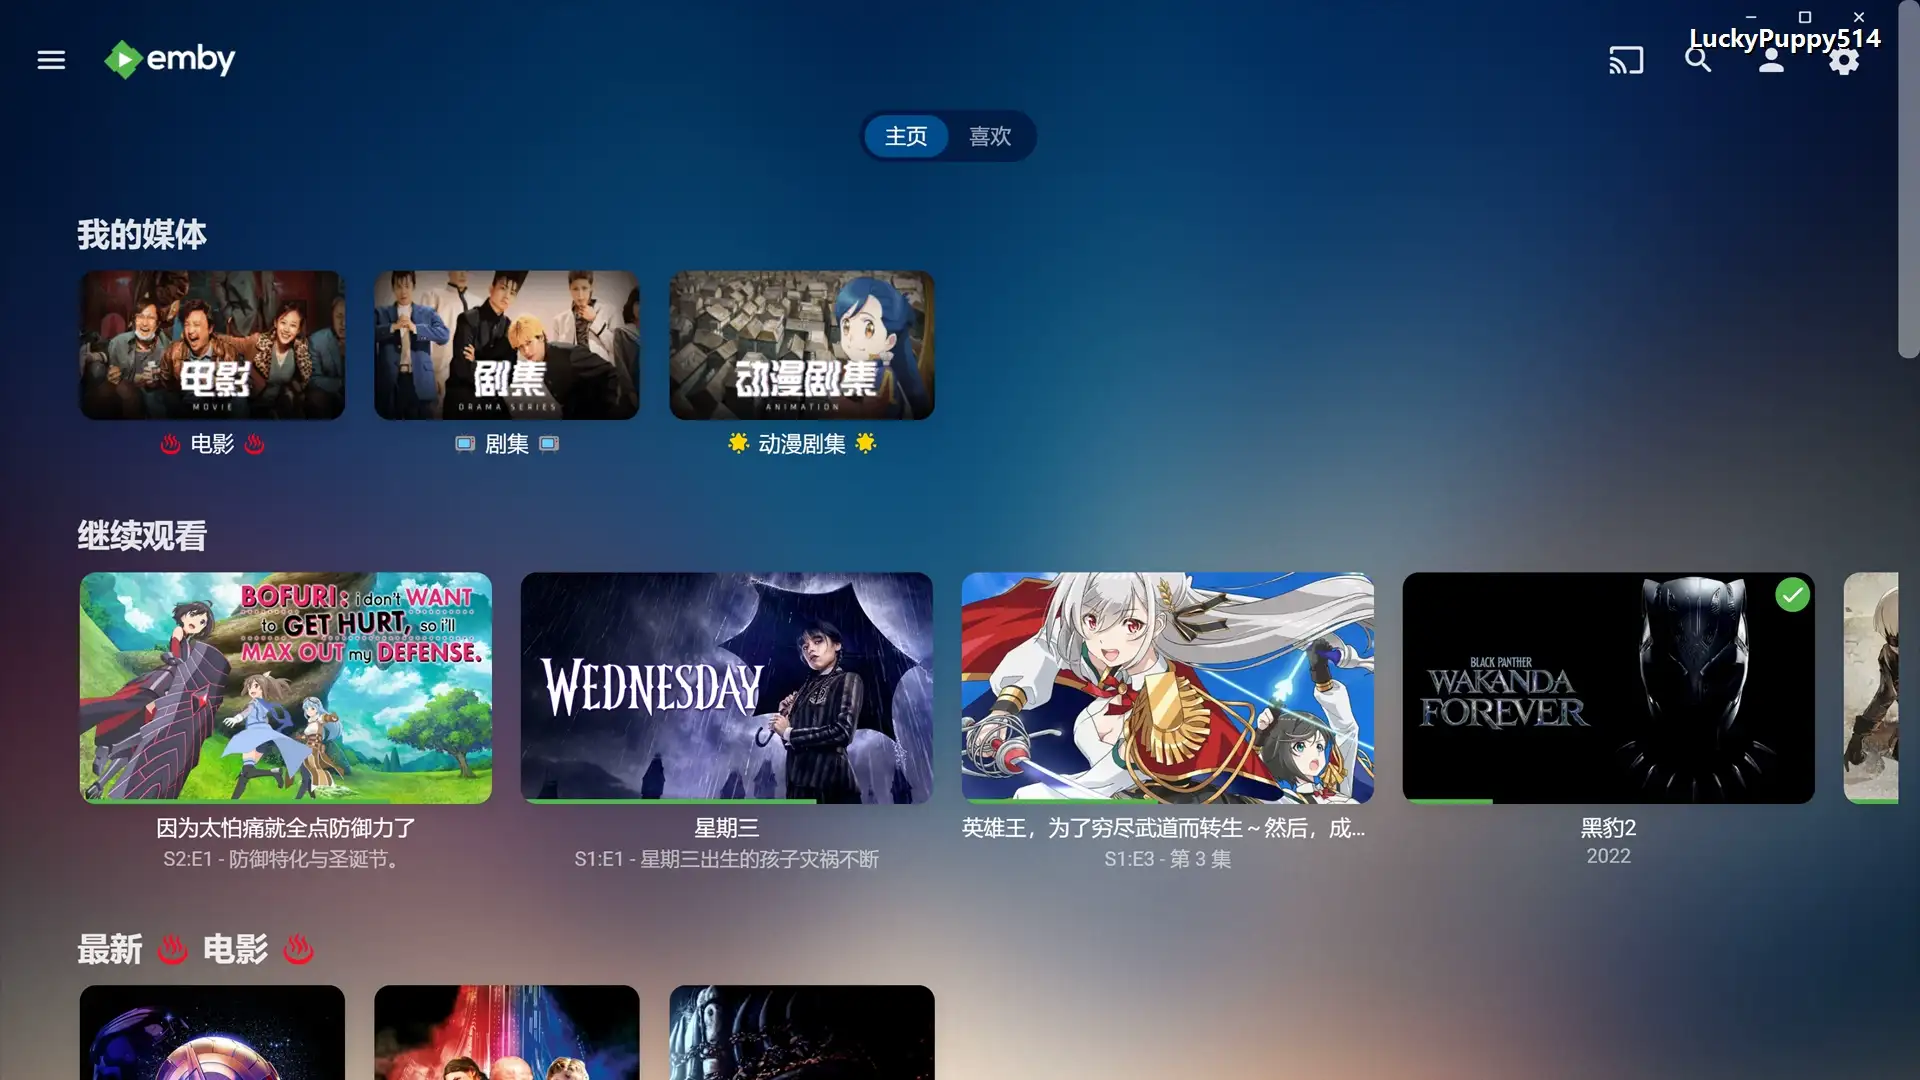 LuckyPuppy514
emby
主页
喜欢
我的媒体
电影
MOVIE
剧集
DRAMA SERIES
动漫剧集
ANIMATION
♨ 电影 ♨
📺 剧集 📺
🌟 动漫剧集 🌟
继续观看
BOFURI: i don't WANT
to GET HURT, so i'll
MAX OUT my DEFENSE.
WEDNESDAY
BLACK PANTHER
WAKANDA
FOREVER
因为太怕痛就全点防御力了
S2:E1 - 防御特化与圣诞节。
星期三
S1:E1 - 星期三出生的孩子灾祸不断
英雄王，为了穷尽武道而转生～然后，成...
S1:E3 - 第 3 集
黑豹2
2022
最新 ♨ 电影 ♨